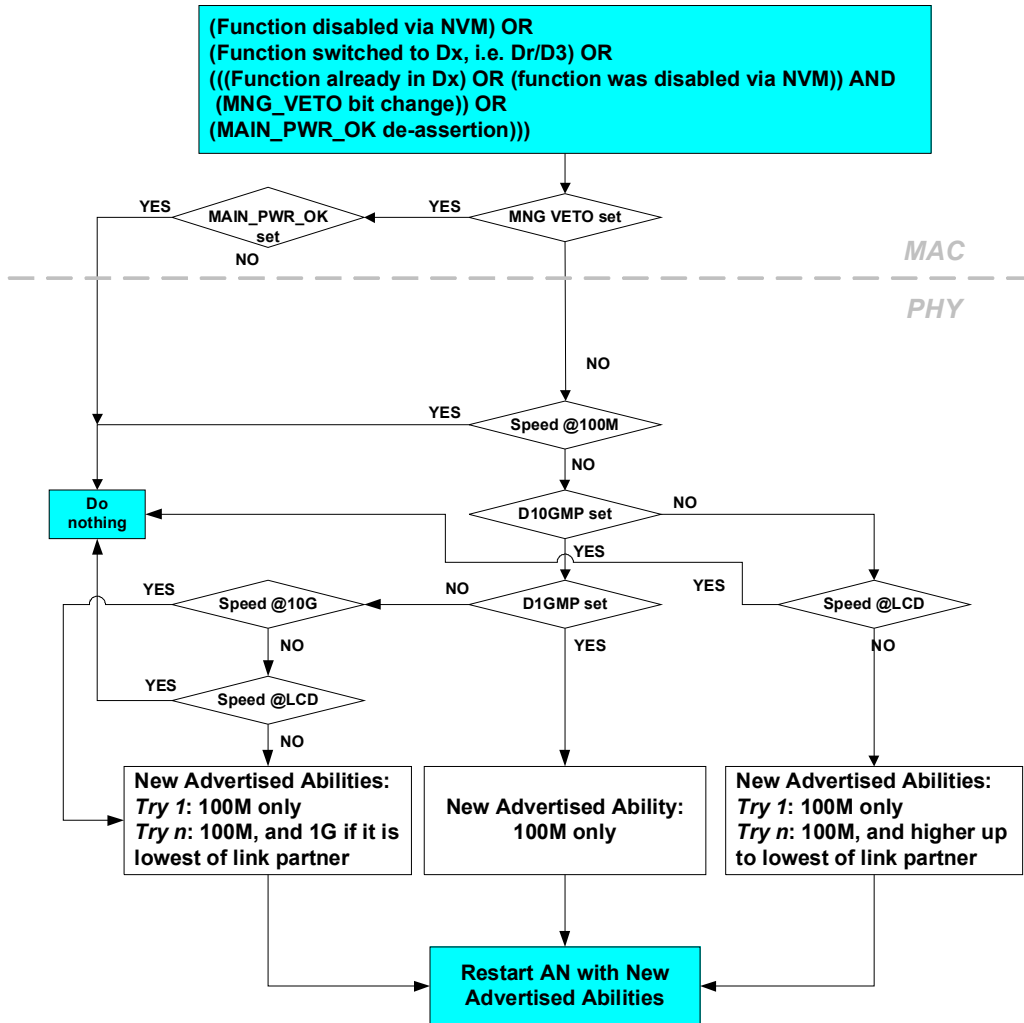 (Function disabled via NVM) OR
(Function switched to Dx, i.e. Dr/D3) OR
(((Function already in Dx) OR (function was disabled via NVM)) AND
(MNG_VETO bit change)) OR
(MAIN_PWR_OK de-assertion)))
YES
MAIN_PWR_OK
set
NO
YES
MNG VETO set
MAC
PHY
NO
YES
Speed @100M
NO
Do
nothing
D10GMP set
NO
YES
YES
Speed @10G
NO
D1GMP set
YES
Speed @LCD
NO
YES
NO
YES
Speed @LCD
NO
New Advertised Abilities:
Try 1: 100M only
Try n: 100M, and 1G if it is
lowest of link partner
New Advertised Ability:
100M only
New Advertised Abilities:
Try 1: 100M only
Try n: 100M, and higher up
to lowest of link partner
Restart AN with New
Advertised Abilities